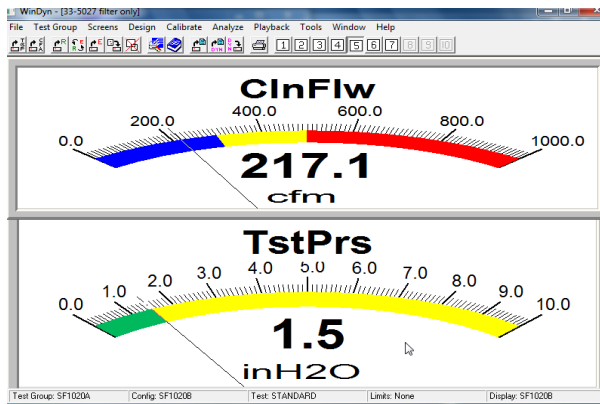 WinDyn - [33-5027 filter only]
File Test Group Screens Design Calibrate Analyze Playback Tools Window Help
1 2 3 4 5 6 7 8 9 10
ClnFlw
0.0 200.0 400.0 600.0 800.0 1000.0
217.1
cfm
TstPrs
0.0 1.0 2.0 3.0 4.0 5.0 6.0 7.0 8.0 9.0 10.0
1.5
inH2O
Test Group: SF1020A Config: SF1020B Test: STANDARD Limits: None Display: SF1020B